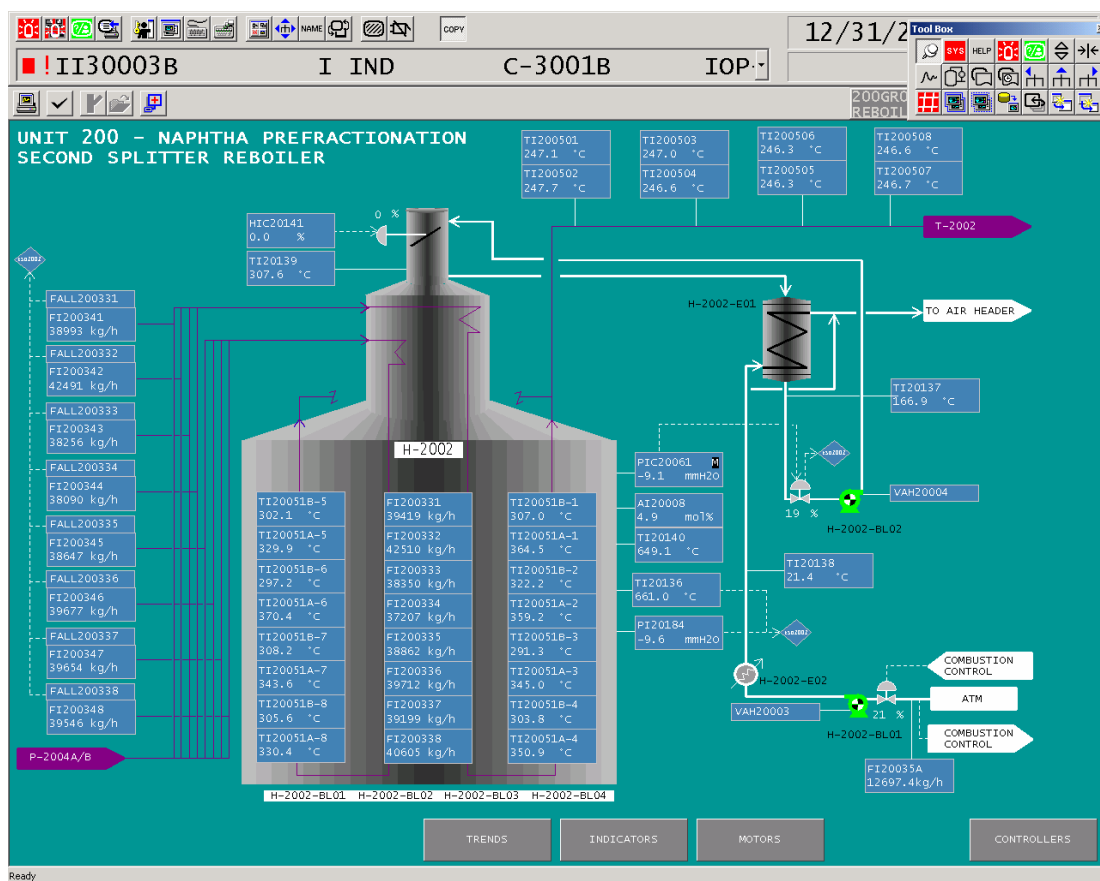 NAME
COPY
12/31/2
Tool Box
SYS
HELP
!II30003B I IND C-3001B IOP-
200GRO
REBOIL
UNIT 200 - NAPHTHA PREFRACTIONATION
SECOND SPLITTER REBOILER
TI200501
247.1 °C
TI200502
247.7 °C
TI200503
247.0 °C
TI200504
246.6 °C
TI200506
246.3 °C
TI200505
246.3 °C
TI200508
246.6 °C
TI200507
246.7 °C
HIC20141
0.0 %
0 %
TI20139
307.6 °C
T-2002
H-2002-E01
TO AIR HEADER
iso2002
FALL200331
FI200341
38993 kg/h
FALL200332
FI200342
42491 kg/h
FALL200333
FI200343
38256 kg/h
FALL200334
FI200344
38090 kg/h
FALL200335
FI200345
38647 kg/h
FALL200336
FI200346
39677 kg/h
FALL200337
FI200347
39654 kg/h
FALL200338
FI200348
39546 kg/h
P-2004A/B
H-2002
TI20051B-5
302.1 °C
TI20051A-5
329.9 °C
TI20051B-6
297.2 °C
TI20051A-6
370.4 °C
TI20051B-7
308.2 °C
TI20051A-7
343.6 °C
TI20051B-8
305.6 °C
TI20051A-8
330.4 °C
FI200331
39419 kg/h
FI200332
42510 kg/h
FI200333
38350 kg/h
FI200334
37207 kg/h
FI200335
38862 kg/h
FI200336
39712 kg/h
FI200337
39199 kg/h
FI200338
40605 kg/h
TI20051B-1
307.0 °C
TI20051A-1
364.5 °C
TI20051B-2
322.2 °C
TI20051A-2
359.2 °C
TI20051B-3
291.3 °C
TI20051A-3
345.0 °C
TI20051B-4
303.8 °C
TI20051A-4
350.9 °C
H-2002-BL01 H-2002-BL02 H-2002-BL03 H-2002-BL04
PIC20061 M
-9.1 mmH2O
AI20008
4.9 mol%
TI20140
649.1 °C
TI20136
661.0 °C
PI20184
-9.6 mmH2O
iso2002
TI20137
166.9 °C
iso2002
VAH20004
19 %
H-2002-BL02
TI20138
21.4 °C
H-2002-E02
VAH20003
21 %
H-2002-BL01
COMBUSTION
CONTROL
ATM
COMBUSTION
CONTROL
FI20035A
12697.4kg/h
TRENDS
INDICATORS
MOTORS
CONTROLLERS
Ready